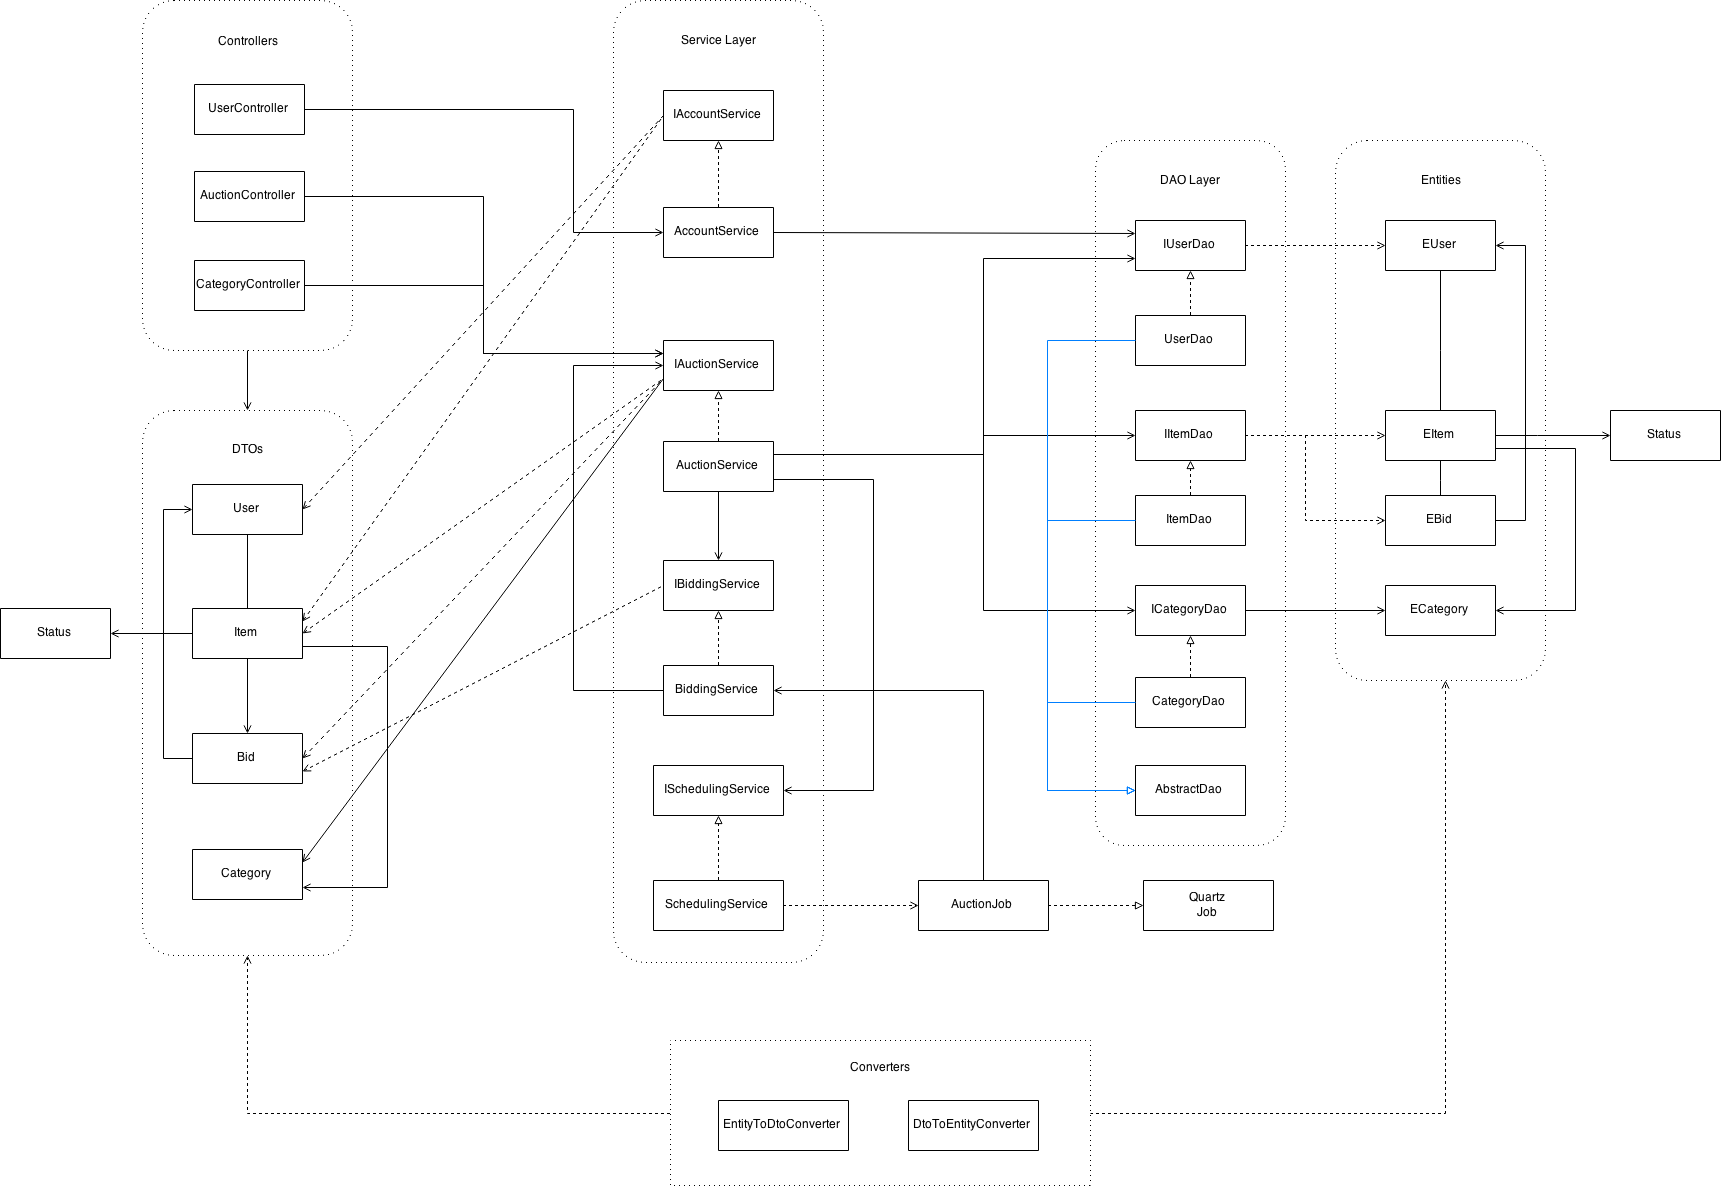 Controllers
UserController
AuctionController
CategoryController
DTOs
User
Item
Bid
Category
Status
Service Layer
IAccountService
AccountService
IAuctionService
AuctionService
IBiddingService
BiddingService
ISchedulingService
SchedulingService
AuctionJob
Quartz
Job
DAO Layer
IUserDao
UserDao
IItemDao
ItemDao
ICategoryDao
CategoryDao
AbstractDao
Entities
EUser
EItem
EBid
ECategory
Status
Converters
EntityToDtoConverter
DtoToEntityConverter